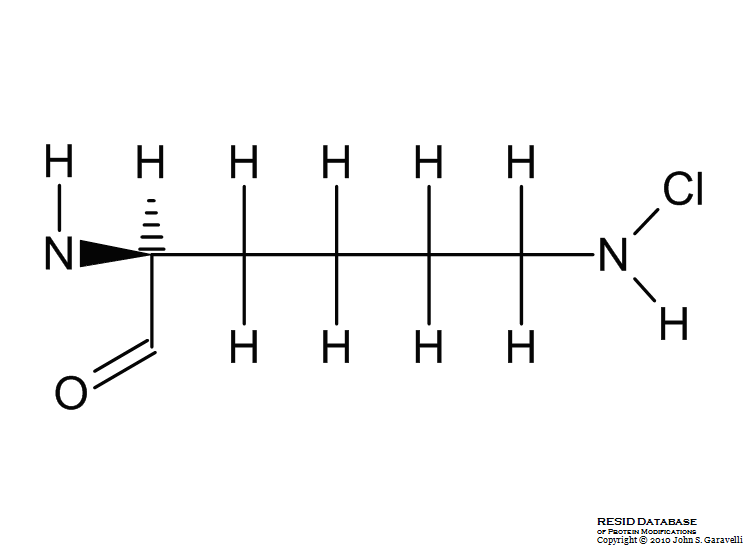 H H H H H H
Cl
N N
H
H H H H
O
RESID DATABASE
OF PROTEIN MODIFICATIONS
Copyright © 2010 John S. Garavelli